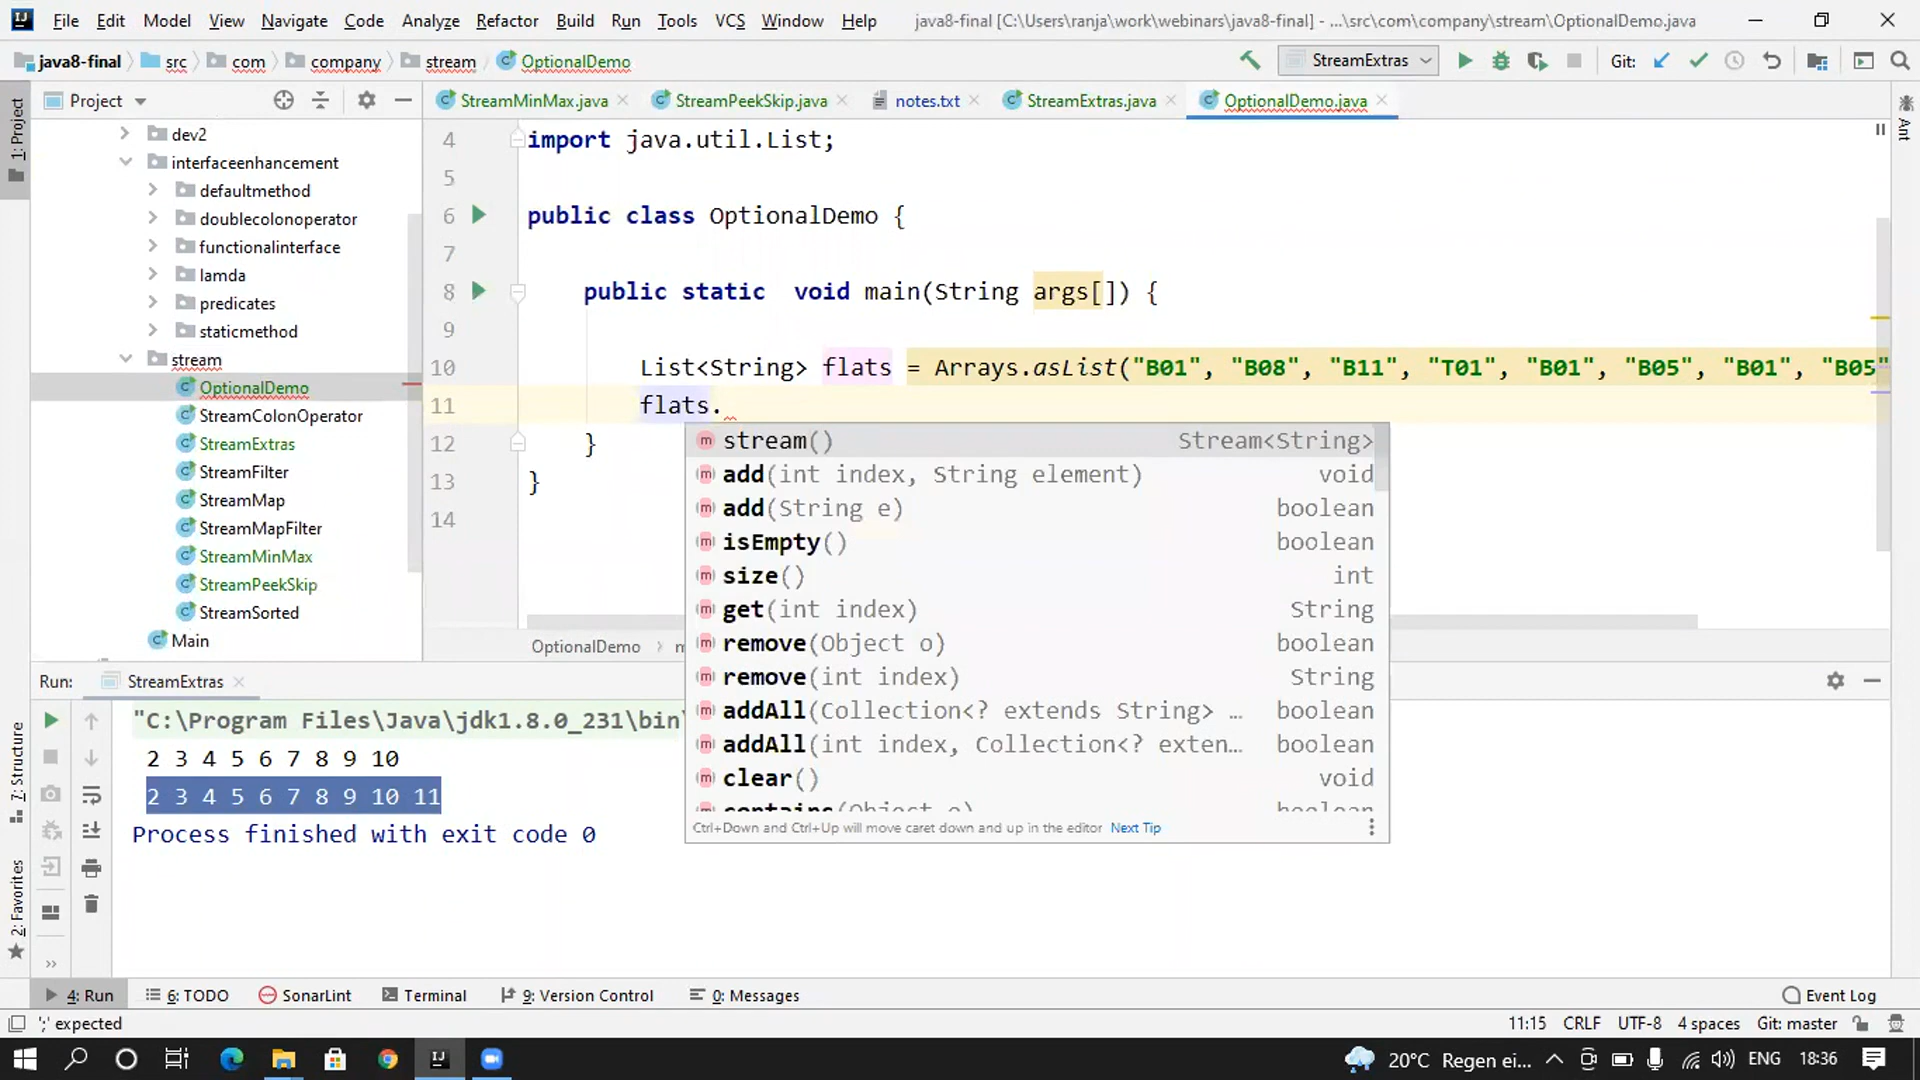 File Edit Model View Navigate Code Analyze Refactor Build Run Tools VCS Window Help java8-final [C:\Users\ranja\work\webinars\java8-final] - ...\src\com\company\stream\OptionalDemo.java
java8-final src com company stream OptionalDemo StreamExtras Git:
Project StreamMinMax.java StreamPeekSkip.java notes.txt StreamExtras.java OptionalDemo.java
1: Project
Ant
dev2
interfaceenhancement
defaultmethod
doublecolonoperator
functionalinterface
lamda
predicates
staticmethod
stream
OptionalDemo
StreamColonOperator
StreamExtras
StreamFilter
StreamMap
StreamMapFilter
StreamMinMax
StreamPeekSkip
StreamSorted
Main
4 import java.util.List;
5
6 public class OptionalDemo {
7
8 public static void main(String args[]) {
9
10 List<String> flats = Arrays.asList("B01", "B08", "B11", "T01", "B01", "B05", "B01", "B05"
11 flats.
12 }
13 }
14
stream() Stream<String>
add(int index, String element) void
add(String e) boolean
isEmpty() boolean
size() int
get(int index) String
remove(Object o) boolean
remove(int index) String
addAll(Collection<? extends String> … boolean
addAll(int index, Collection<? exten… boolean
clear() void
contains(Object o) boolean
Ctrl+Down and Ctrl+Up will move caret down and up in the editor Next Tip
OptionalDemo
Run: StreamExtras
"C:\Program Files\Java\jdk1.8.0_231\bin\
2 3 4 5 6 7 8 9 10
2 3 4 5 6 7 8 9 10 11
Process finished with exit code 0
7: Structure
2: Favorites
4: Run 6: TODO SonarLint Terminal 9: Version Control 0: Messages Event Log
';' expected 11:15 CRLF UTF-8 4 spaces Git: master
20°C Regen ei... ENG 18:36